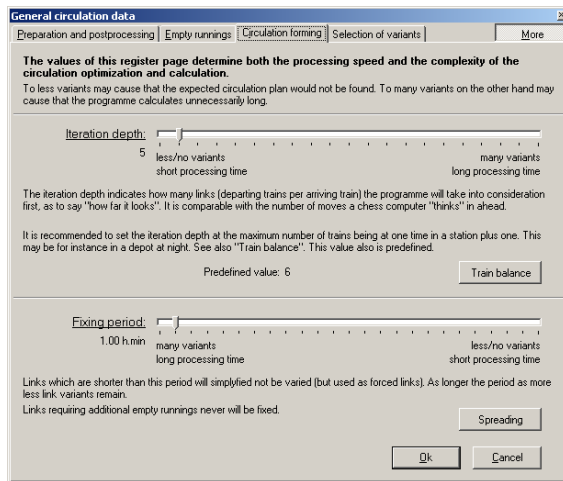 General circulation data
Preparation and postprocessing Empty runnings Circulation forming Selection of variants More
The values of this register page determine both the processing speed and the complexity of the
circulation optimization and calculation.
To less variants may cause that the expected circulation plan would not be found. To many variants on the other hand may
cause that the programme calculates unnecessarily long.
Iteration depth:
5
less/no variants many variants
short processing time long processing time
The iteration depth indicates how many links (departing trains per arriving train) the programme will take into consideration
first, as to say "how far it looks". It is comparable with the number of moves a chess computer "thinks" in ahead.
It is recommended to set the iteration depth at the maximum number of trains being at one time in a station plus one. This
may be for instance in a depot at night. See also "Train balance". This value also is predefined.
Predefined value: 6 Train balance
Fixing period:
1.00 h.min
many variants less/no variants
long processing time short processing time
Links which are shorter than this period will simplyfied not be varied (but used as forced links). As longer the period as more
less link variants remain.
Links requiring additional empty runnings never will be fixed.
Spreading
Ok Cancel